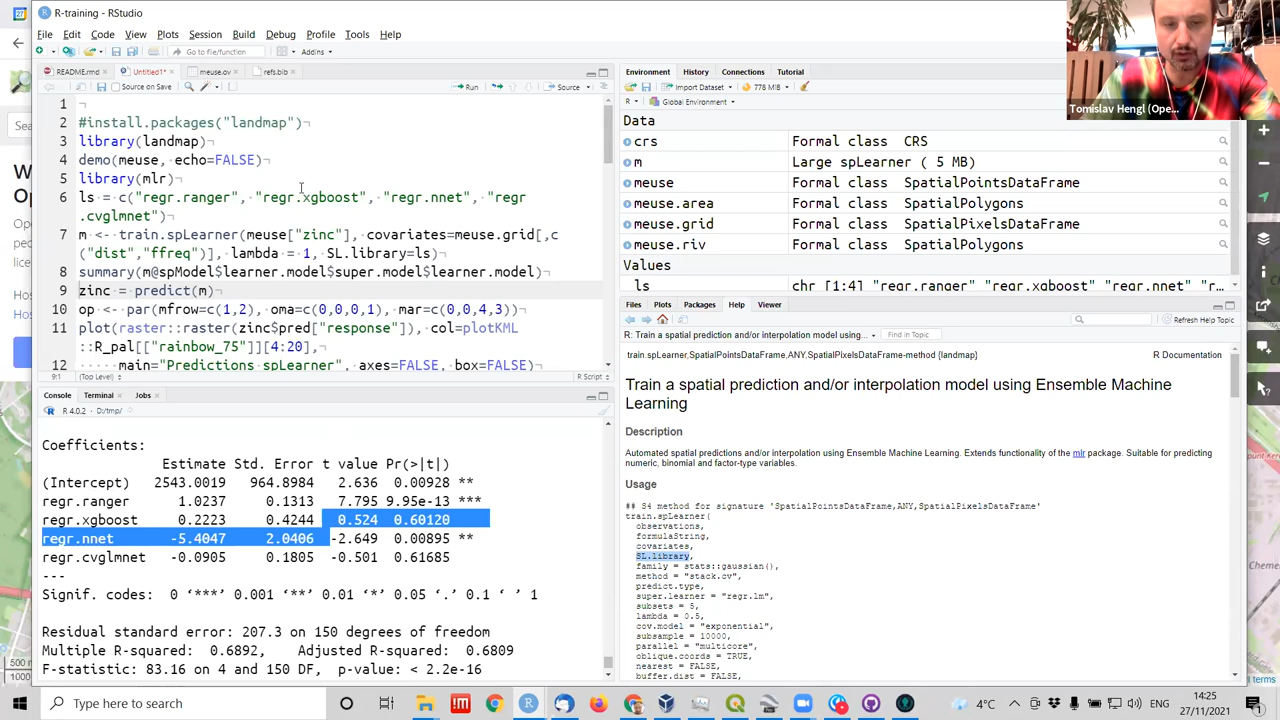 R-training - RStudio
File Edit Code View Plots Session Build Debug Profile Tools Help
Go to file/function Addins
README.rmd Untitled1* meuse.ov refs.bib
Source on Save Run Source
1
2 #install.packages("landmap")
3 library(landmap)
4 demo(meuse, echo=FALSE)
5 library(mlr)
6 ls = c("regr.ranger", "regr.xgboost", "regr.nnet", "regr
.cvglmnet")
7 m <- train.spLearner(meuse["zinc"], covariates=meuse.grid[,c
("dist","ffreq")], lambda = 1, SL.library=ls)
8 summary(m@spModel$learner.model$super.model$learner.model)
9 zinc = predict(m)
10 op <- par(mfrow=c(1,2), oma=c(0,0,0,1), mar=c(0,0,4,3))
11 plot(raster::raster(zinc$pred["response"]), col=plotKML
::R_pal[["rainbow_75"]][4:20],
12 main="Predictions spLearner", axes=FALSE, box=FALSE)
9:1 (Top Level) R Script
Console Terminal Jobs
R 4.0.2 · D:/tmp/
Coefficients:
Estimate Std. Error t value Pr(>|t|)
(Intercept) 2543.0019 964.8984 2.636 0.00928 **
regr.ranger 1.0237 0.1313 7.795 9.95e-13 ***
regr.xgboost 0.2223 0.4244 0.524 0.60120
regr.nnet -5.4047 2.0406 -2.649 0.00895 **
regr.cvglmnet -0.0905 0.1805 -0.501 0.61685
---
Signif. codes: 0 ‘***’ 0.001 ‘**’ 0.01 ‘*’ 0.05 ‘.’ 0.1 ‘ ’ 1
Residual standard error: 207.3 on 150 degrees of freedom
Multiple R-squared: 0.6892, Adjusted R-squared: 0.6809
F-statistic: 83.16 on 4 and 150 DF, p-value: < 2.2e-16
Environment History Connections Tutorial
Import Dataset 778 MiB
R Global Environment
Data
crs Formal class CRS
m Large spLearner ( 5 MB)
meuse Formal class SpatialPointsDataFrame
meuse.area Formal class SpatialPolygons
meuse.grid Formal class SpatialPixelsDataFrame
meuse.riv Formal class SpatialPolygons
Values
ls chr [1:4] "regr.ranger" "regr.xgboost" "regr.nnet" "r…
Files Plots Packages Help Viewer
Refresh Help Topic
R: Train a spatial prediction and/or interpolation model using... Find in Topic
train.spLearner,SpatialPointsDataFrame,ANY,SpatialPixelsDataFrame-method {landmap} R Documentation
Train a spatial prediction and/or interpolation model using Ensemble Machine
Learning
Description
Automated spatial predictions and/or interpolation using Ensemble Machine Learning. Extends functionality of the mlr package. Suitable for predicting
numeric, binomial and factor-type variables.
Usage
## S4 method for signature 'SpatialPointsDataFrame,ANY,SpatialPixelsDataFrame'
train.spLearner(
observations,
formulaString,
covariates,
SL.library,
family = stats::gaussian(),
method = "stack.cv",
predict.type,
super.learner = "regr.lm",
subsets = 5,
lambda = 0.5,
cov.model = "exponential",
subsample = 10000,
parallel = "multicore",
oblique.coords = TRUE,
nearest = FALSE,
buffer.dist = FALSE,
Tomislav Hengl (Ope...
Type here to search
4°C ENG
14:25
27/11/2021